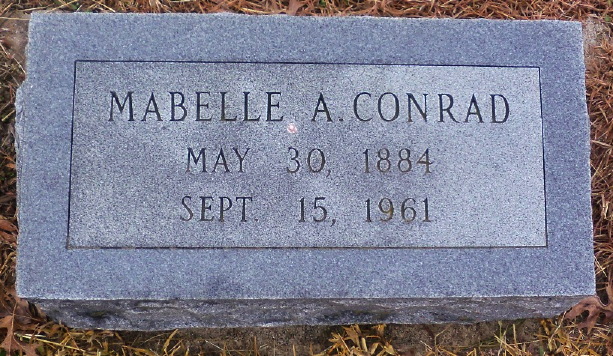 MABELLE A. CONRAD
MAY 30, 1884
SEPT. 15, 1961